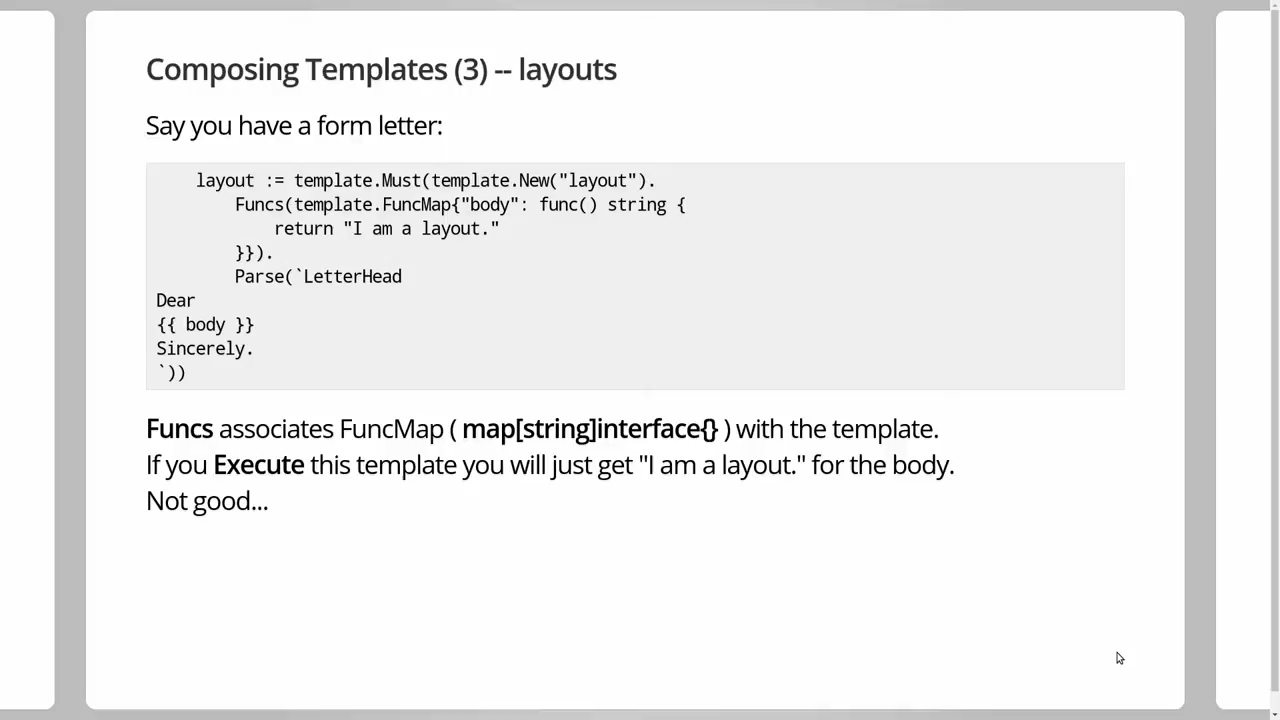 Composing Templates (3) -- layouts
Say you have a form letter:
layout := template.Must(template.New("layout").
Funcs(template.FuncMap{"body": func() string {
return "I am a layout."
}}).
Parse(`LetterHead
Dear
{{ body }}
Sincerely.
`))
Funcs associates FuncMap ( map[string]interface{} ) with the template.
If you Execute this template you will just get "I am a layout." for the body.
Not good...